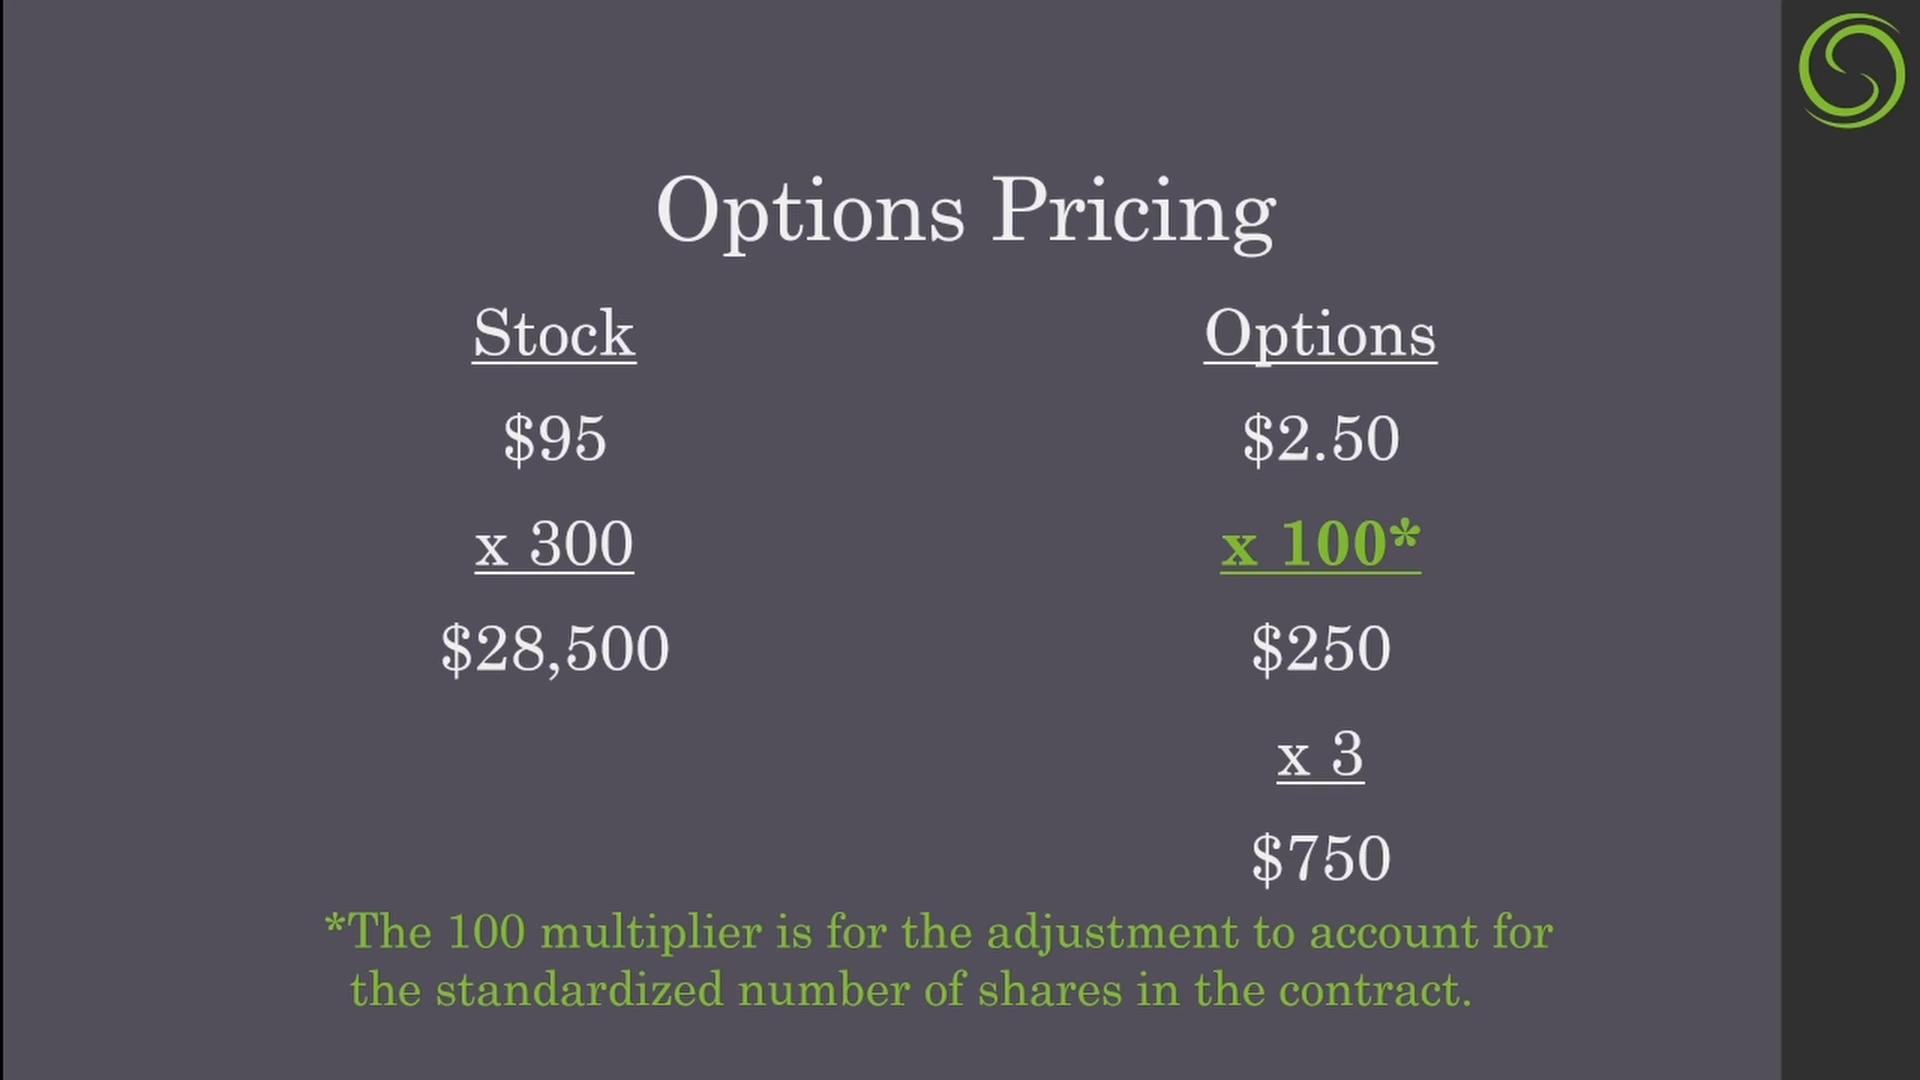 Options Pricing
Stock
$95
x 300
$28,500
Options
$2.50
x 100*
$250
x 3
$750
*The 100 multiplier is for the adjustment to account for
the standardized number of shares in the contract.